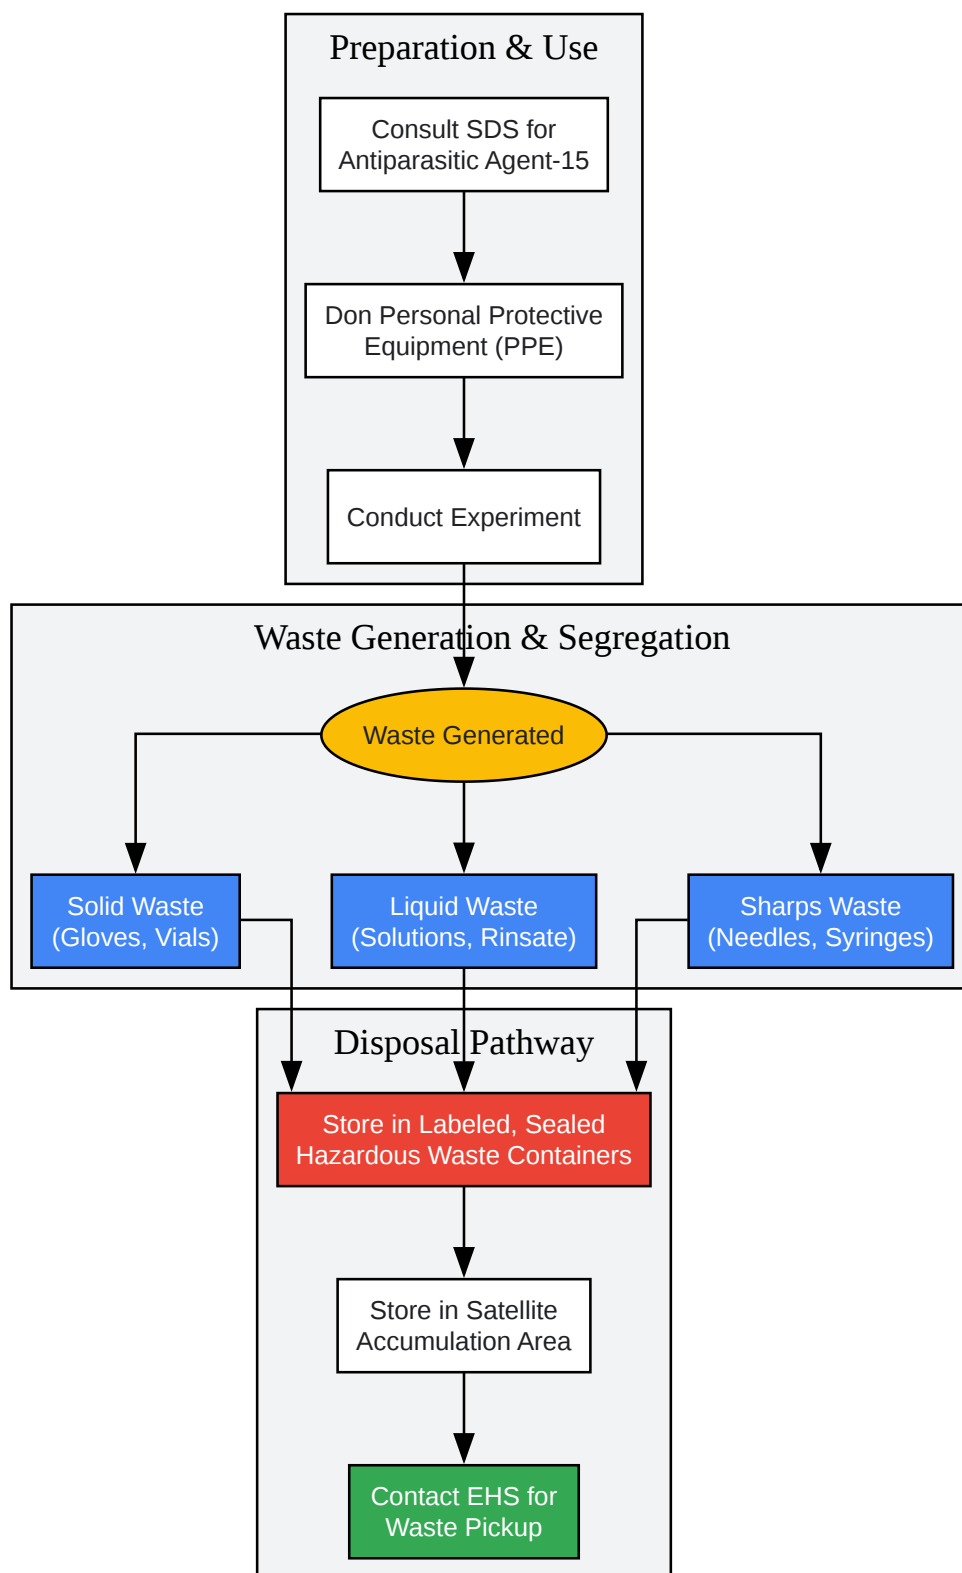 Preparation & Use
Consult SDS for
Antiparasitic Agent-15
Don Personal Protective
Equipment (PPE)
Conduct Experiment
Waste Generation & Segregation
Waste Generated
Solid Waste
(Gloves, Vials)
Liquid Waste
(Solutions, Rinsate)
Sharps Waste
(Needles, Syringes)
Disposal Pathway
Store in Labeled, Sealed
Hazardous Waste Containers
Store in Satellite
Accumulation Area
Contact EHS for
Waste Pickup